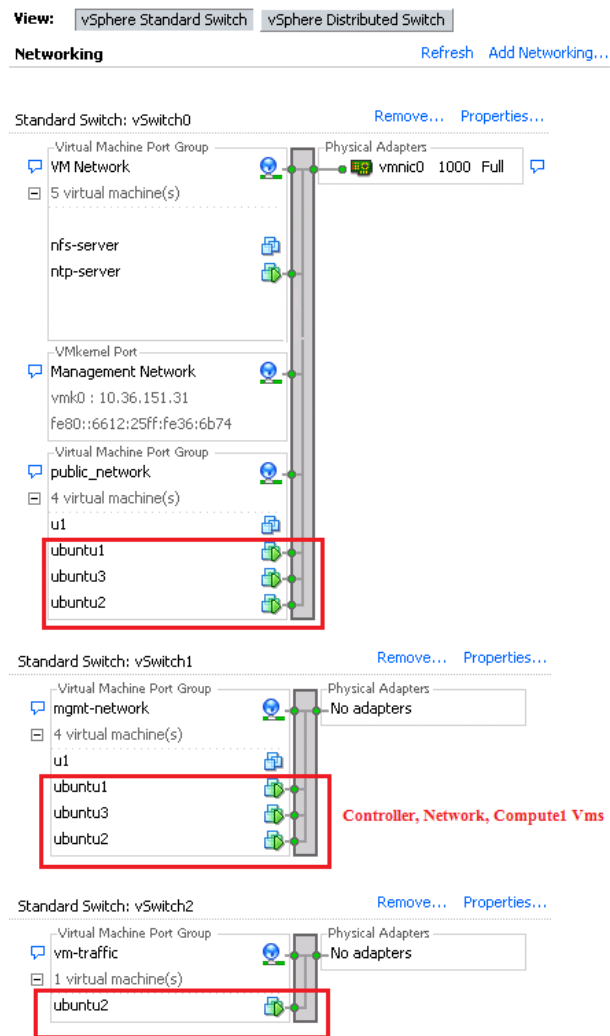 View: vSphere Standard Switch vSphere Distributed Switch
Networking Refresh Add Networking...
Standard Switch: vSwitch0 Remove... Properties...
Virtual Machine Port Group Physical Adapters
VM Network vmnic0 1000 Full
5 virtual machine(s)
nfs-server
ntp-server
VMkernel Port
Management Network
vmk0 : 10.36.151.31
fe80::6612:25ff:fe36:6b74
Virtual Machine Port Group
public_network
4 virtual machine(s)
u1
ubuntu1
ubuntu3
ubuntu2
Standard Switch: vSwitch1 Remove... Properties...
Virtual Machine Port Group Physical Adapters
mgmt-network No adapters
4 virtual machine(s)
u1
ubuntu1
ubuntu3 Controller, Network, Compute1 Vms
ubuntu2
Standard Switch: vSwitch2 Remove... Properties...
Virtual Machine Port Group Physical Adapters
vm-traffic No adapters
1 virtual machine(s)
ubuntu2